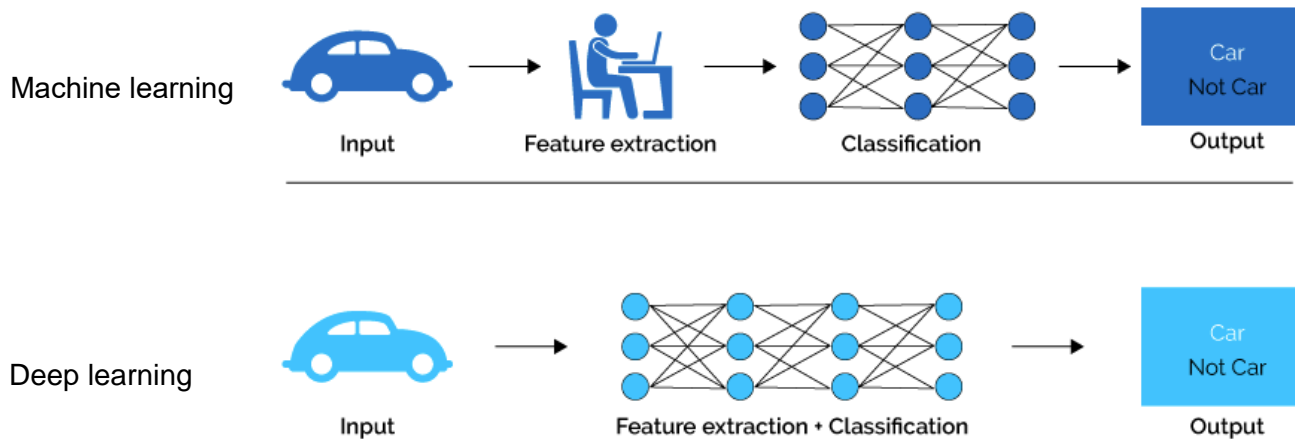 Machine learning
Car
Not Car
Input
Feature extraction
Classification
Output
Deep learning
Car
Not Car
Input
Feature extraction + Classification
Output